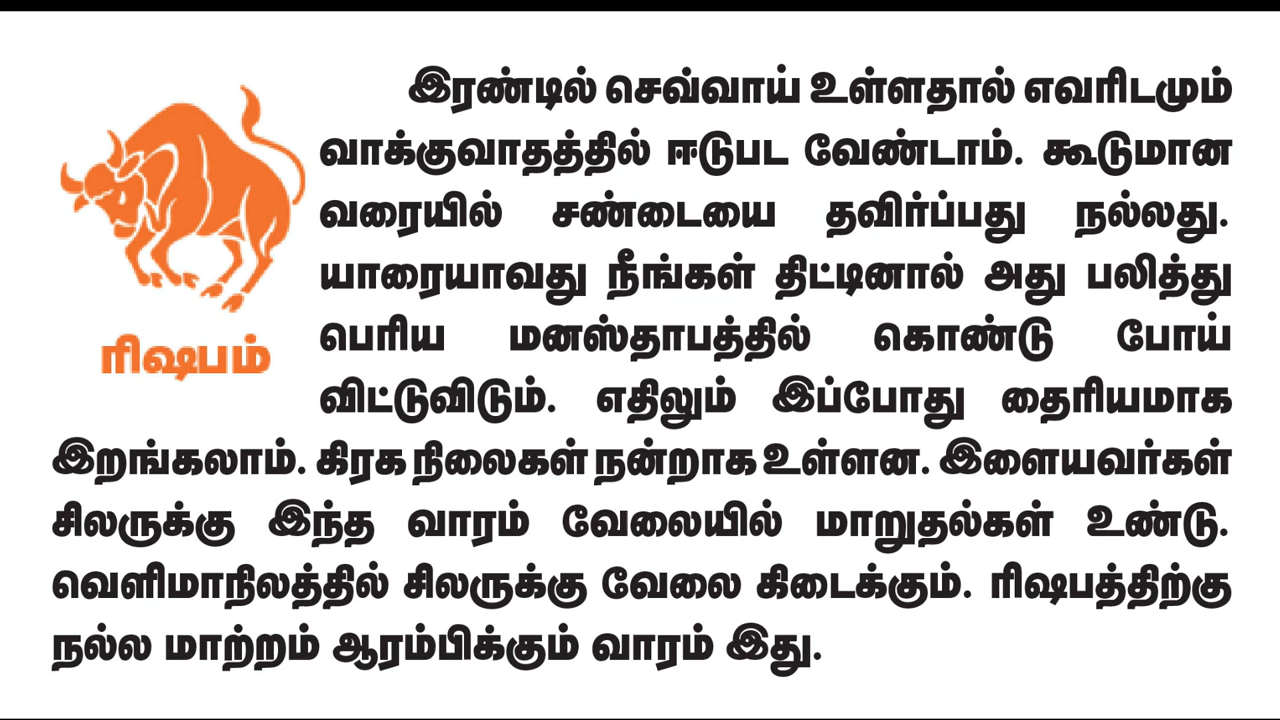 இரண்டில் செவ்வாய் உள்ளதால் எவரிடமும்
வாக்குவாதத்தில் ஈடுபட வேண்டாம். கூடுமான
வரையில் சண்டையை தவிர்ப்பது நல்லது.
யாரையாவது நீங்கள் திட்டினால் அது பலித்து
பெரிய மனஸ்தாபத்தில் கொண்டு போய்
விட்டுவிடும். எதிலும் இப்போது தைரியமாக
இறங்கலாம். கிரக நிலைகள் நன்றாக உள்ளன. இளையவர்கள்
சிலருக்கு இந்த வாரம் வேலையில் மாறுதல்கள் உண்டு.
வெளிமாநிலத்தில் சிலருக்கு வேலை கிடைக்கும். ரிஷபத்திற்கு
நல்ல மாற்றம் ஆரம்பிக்கும் வாரம் இது.
ரிஷபம்